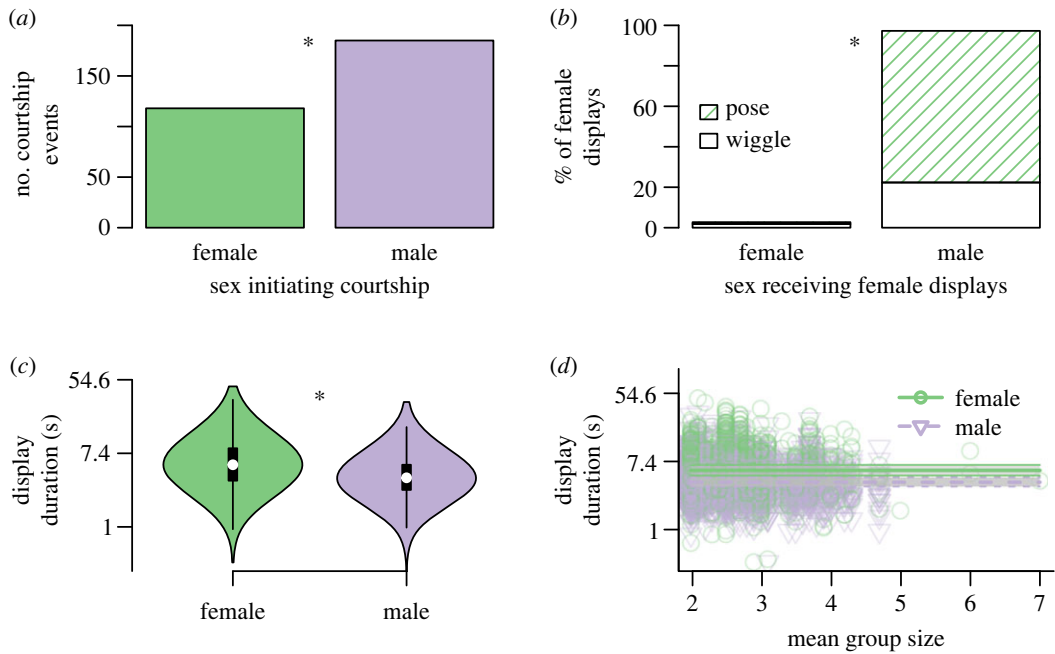 (a)
no. courtship
events
150
50
0
*
female
male
sex initiating courtship
(b)
% of female
displays
100
60
20
0
*
pose
wiggle
female
male
sex receiving female displays
(c)
display
duration (s)
54.6
7.4
1
*
female
male
(d)
display
duration (s)
54.6
7.4
1
female
male
2 3 4 5 6 7
mean group size